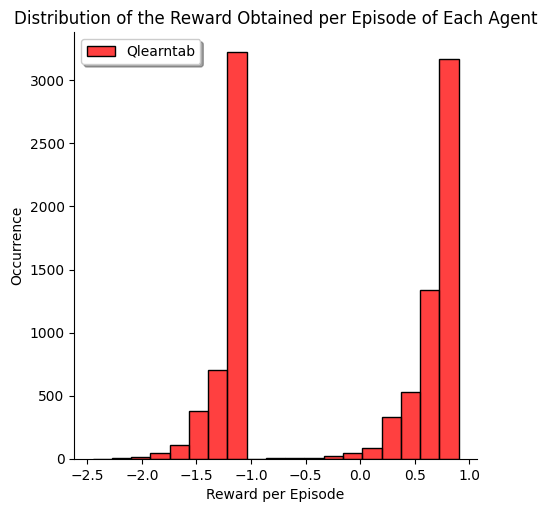 Distribution of the Reward Obtained per Episode of Each Agent
Qlearntab
3000
2500
2000
1500
1000
500
0
Occurrence
−2.5 −2.0 −1.5 −1.0 −0.5 0.0 0.5 1.0
Reward per Episode